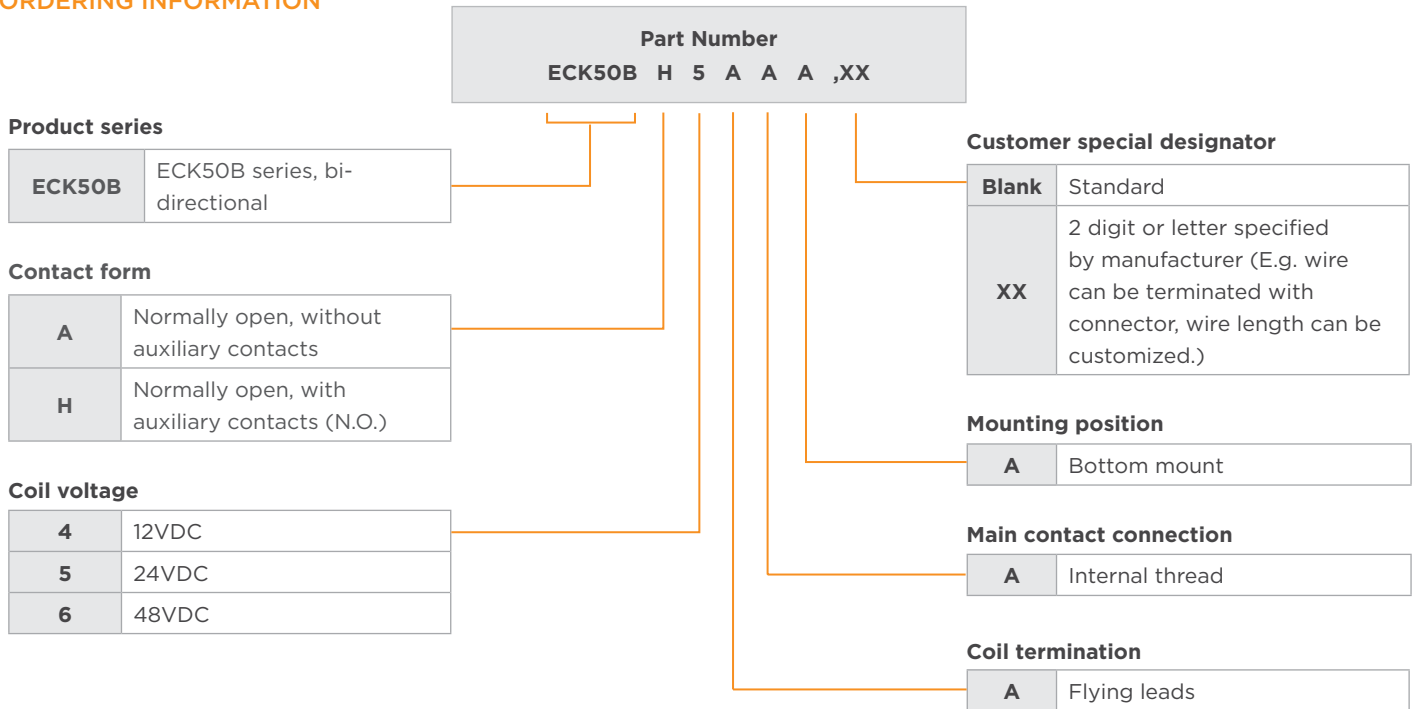 ORDERING INFORMATION
Part Number
ECK50B H 5 A A A ,XX
Product series
ECK50B
ECK50B series, bi-
directional
Contact form
A
Normally open, without
auxiliary contacts
H
Normally open, with
auxiliary contacts (N.O.)
Coil voltage
4 12VDC
5 24VDC
6 48VDC
Customer special designator
Blank Standard
XX
2 digit or letter specified
by manufacturer (E.g. wire
can be terminated with
connector, wire length can be
customized.)
Mounting position
A Bottom mount
Main contact connection
A Internal thread
Coil termination
A Flying leads